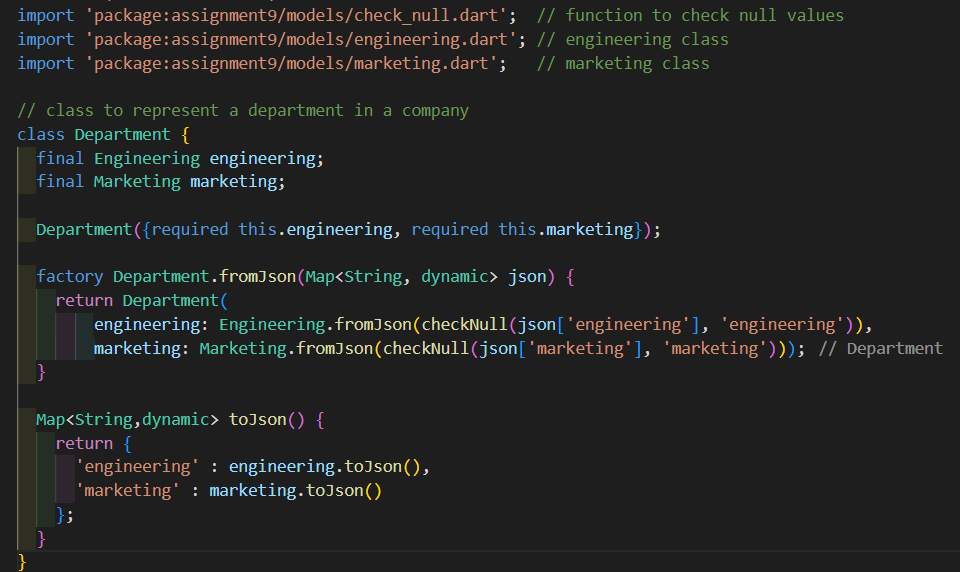 import 'package:assignment9/models/check_null.dart';  // function to check null values
import 'package:assignment9/models/engineering.dart'; // engineering class
import 'package:assignment9/models/marketing.dart';   // marketing class

// class to represent a department in a company
class Department {
  final Engineering engineering;
  final Marketing marketing;

  Department({required this.engineering, required this.marketing});

  factory Department.fromJson(Map<String, dynamic> json) {
    return Department(
        engineering: Engineering.fromJson(checkNull(json['engineering'], 'engineering')),
        marketing: Marketing.fromJson(checkNull(json['marketing'], 'marketing'))); // Department
  }

  Map<String,dynamic> toJson() {
    return {
      'engineering' : engineering.toJson(),
      'marketing' : marketing.toJson()
    };
  }
}